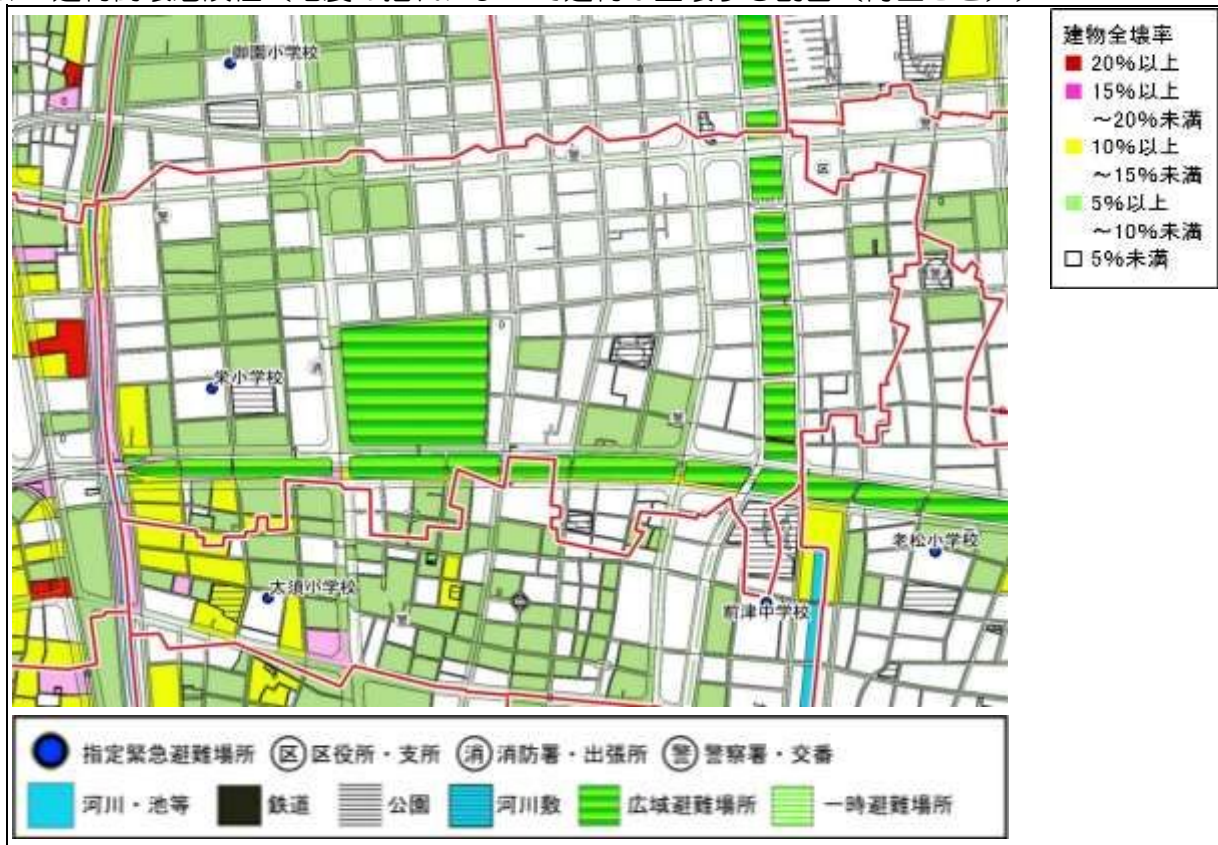 御園小学校
建物全壊率
20%以上
15%以上
～20%未満
10%以上
～15%未満
5%以上
～10%未満
5%未満
区
警
栄小学校
消
警
老松小学校
大須小学校
前津中学校
指定緊急避難場所 区 区役所・支所 消 消防署・出張所 警 警察署・交番
河川・池等 鉄道 公園 河川敷 広域避難場所 一時避難場所